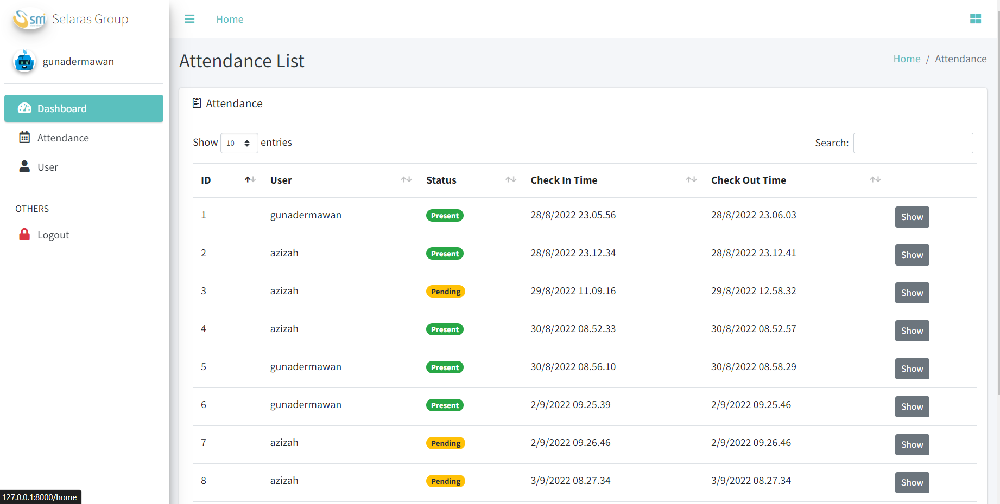 smi Selaras Group
Home
gunadermawan
Dashboard
Attendance
User
OTHERS
Logout
Attendance List
Home / Attendance
Attendance
Show 10 entries
Search:
ID User Status Check In Time Check Out Time
1 gunadermawan Present 28/8/2022 23.05.56 28/8/2022 23.06.03 Show
2 azizah Present 28/8/2022 23.12.34 28/8/2022 23.12.41 Show
3 azizah Pending 29/8/2022 11.09.16 29/8/2022 12.58.32 Show
4 azizah Present 30/8/2022 08.52.33 30/8/2022 08.52.57 Show
5 gunadermawan Present 30/8/2022 08.56.10 30/8/2022 08.58.29 Show
6 gunadermawan Present 2/9/2022 09.25.39 2/9/2022 09.25.46 Show
7 azizah Pending 2/9/2022 09.26.46 2/9/2022 09.26.46 Show
8 azizah Pending 3/9/2022 08.27.34 3/9/2022 08.27.34 Show
127.0.0.1:8000/home